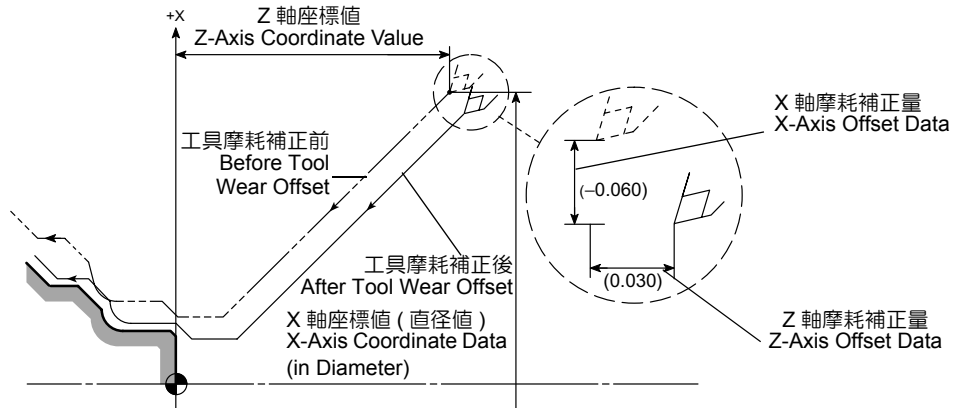 +X
Z 軸座標值
Z-Axis Coordinate Value
工具摩耗補正前
Before Tool
Wear Offset
X 軸摩耗補正量
X-Axis Offset Data
(−0.060)
(0.030)
工具摩耗補正後
After Tool Wear Offset
X 軸座標值 ( 直径值 )
X-Axis Coordinate Data
(in Diameter)
Z 軸摩耗補正量
Z-Axis Offset Data